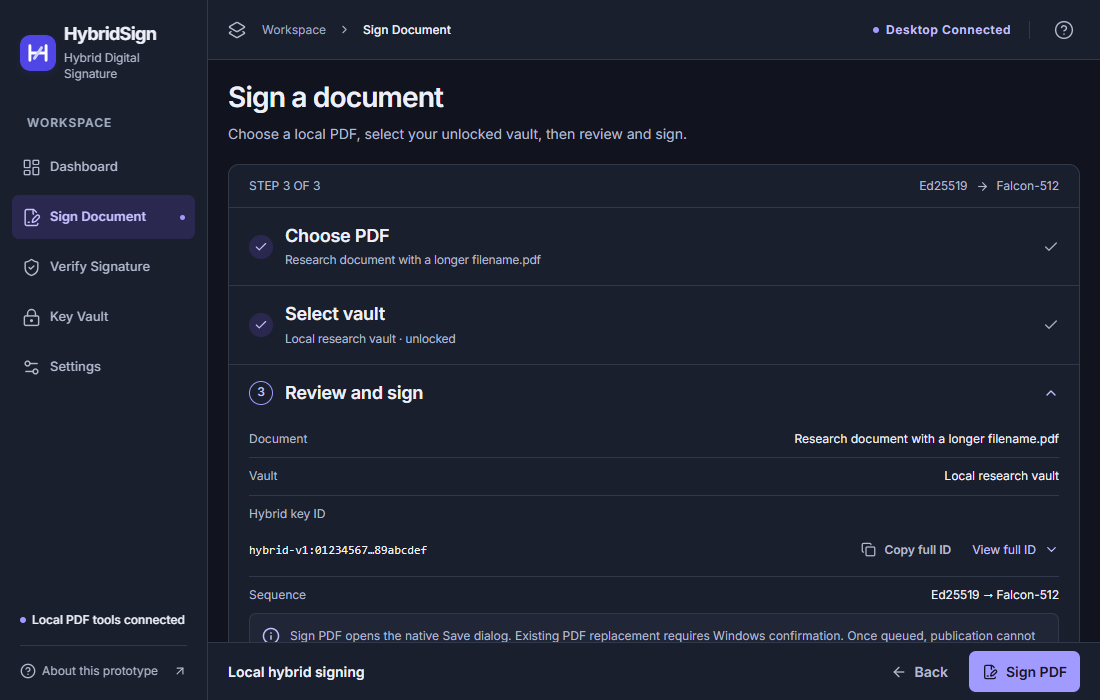 HybridSign
Hybrid Digital
Signature
WORKSPACE
Dashboard
Sign Document
Verify Signature
Key Vault
Settings
Local PDF tools connected
About this prototype
Workspace
Sign Document
Desktop Connected
Sign a document
Choose a local PDF, select your unlocked vault, then review and sign.
STEP 3 OF 3
Ed25519 → Falcon-512
Choose PDF
Research document with a longer filename.pdf
Select vault
Local research vault · unlocked
3 Review and sign
Document
Research document with a longer filename.pdf
Vault
Local research vault
Hybrid key ID
hybrid-v1:01234567…89abcdef
Copy full ID
View full ID
Sequence
Ed25519 → Falcon-512
Sign PDF opens the native Save dialog. Existing PDF replacement requires Windows confirmation. Once queued, publication cannot
Local hybrid signing
Back
Sign PDF